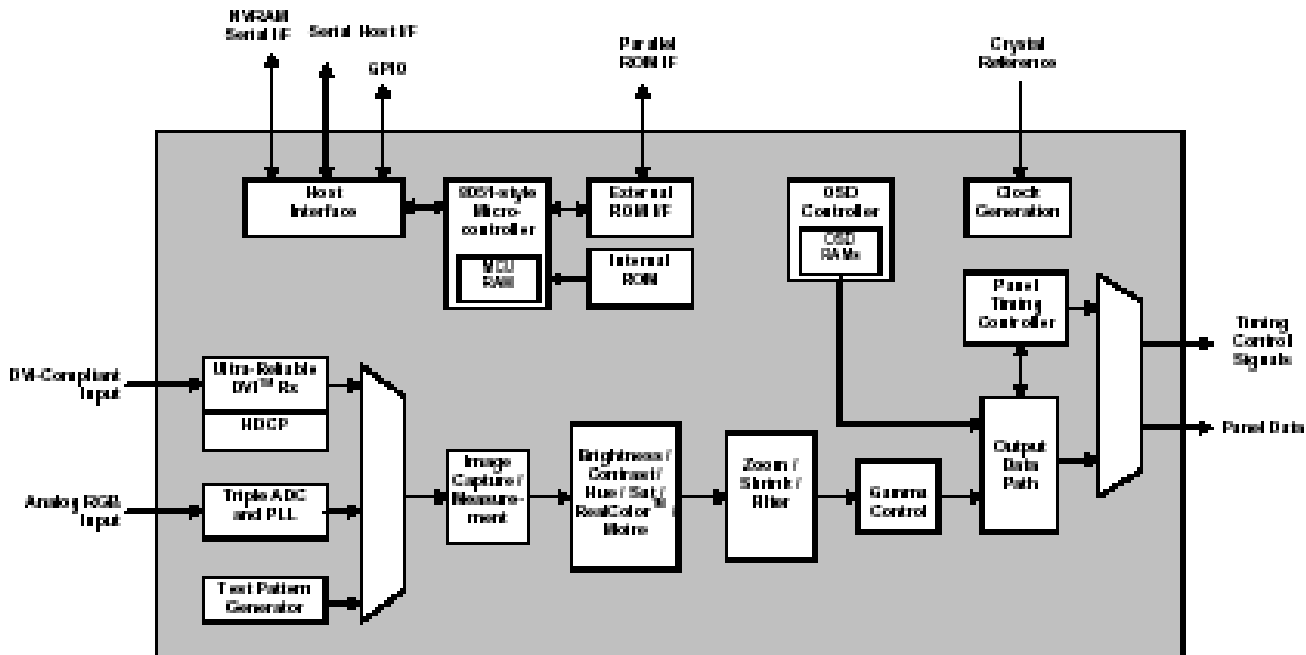 NVRAM
Serial I/F
Serial Host I/F
GPIO
Parallel
ROM IF
Crystal
Reference
Host
Interface
8051-style
Micro-
controller
MCU
RAM
External
ROM I/F
Internal
ROM
OSD
Controller
OSD
RAMs
Clock
Generation
Panel
Timing
Controller
Timing
Control
Signals
DVI-Compliant
Input
Ultra-Reliable
DVI™ Rx
HDCP
Image
Capture /
Measure-
ment
Brightness /
Contrast /
Hue / Sat /
RealColor™ /
Moire
Zoom /
Shrink /
Filter
Gamma
Control
Output
Data
Path
Panel Data
Analog RGB
Input
Triple ADC
and PLL
Test Pattern
Generator